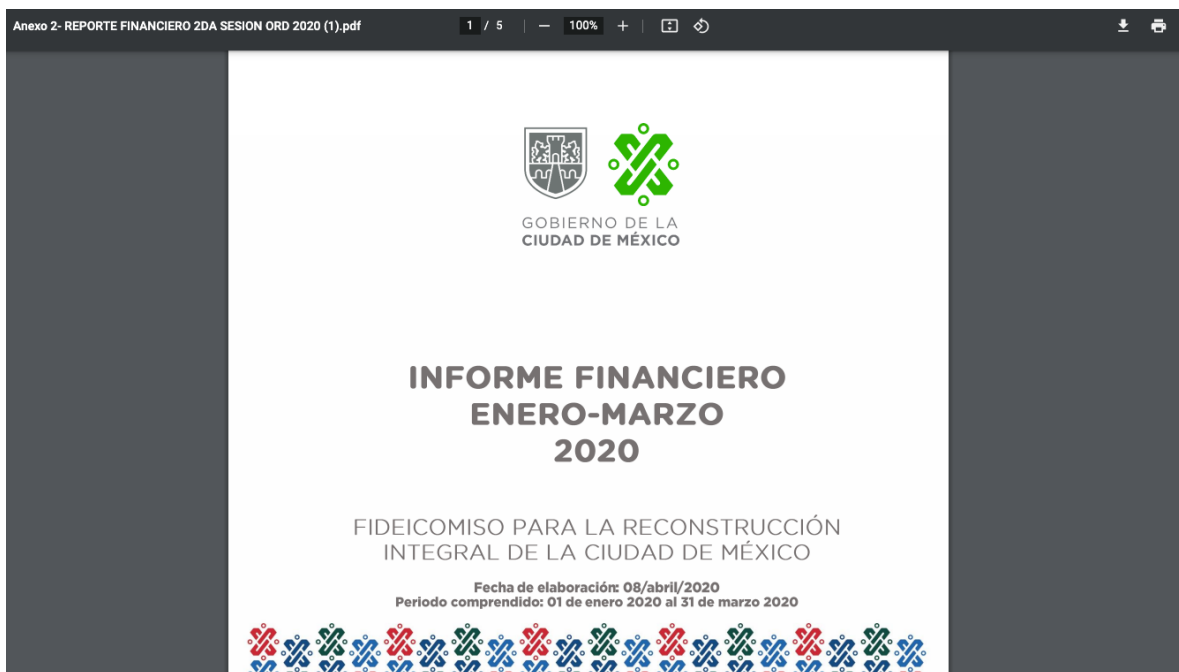 Anexo 2- REPORTE FINANCIERO 2DA SESION ORD 2020 (1).pdf
1 / 5 | — 100% + |
GOBIERNO DE LA
CIUDAD DE MÉXICO
INFORME FINANCIERO
ENERO-MARZO
2020
FIDEICOMISO PARA LA RECONSTRUCCIÓN
INTEGRAL DE LA CIUDAD DE MÉXICO
Fecha de elaboración: 08/abril/2020
Periodo comprendido: 01 de enero 2020 al 31 de marzo 2020